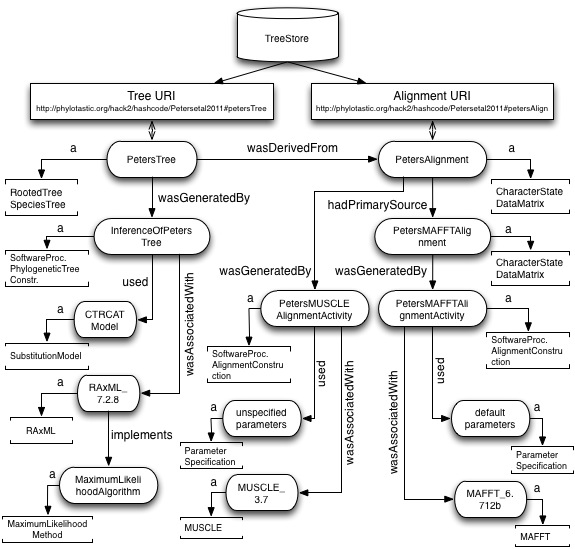 TreeStore
Tree URI
http://phylotastic.org/hack2/hashcode/Petersetal2011#petersTree
Alignment URI
http://phylotastic.org/hack2/hashcode/Petersetal2011#petersAlign
a
PetersTree
wasDerivedFrom
PetersAlignment
a
RootedTree
SpeciesTree
CharacterState
DataMatrix
wasGeneratedBy
hadPrimarySource
a
InferenceOfPeters
Tree
PetersMAFFTAlig
nment
a
SoftwareProc.
PhylogeneticTree
Constr.
CharacterState
DataMatrix
used
wasAssociatedWith
wasGeneratedBy
wasGeneratedBy
a
CTRCAT
Model
a
PetersMUSCLE
AlignmentActivity
PetersMAFFTAli
gnmentActivity
a
SubstitutionModel
SoftwareProc.
AlignmentConstru
ction
SoftwareProc.
AlignmentConstru
ction
used
wasAssociatedWith
wasAssociatedWith
used
a
RAxML_
7.2.8
RAxML
a
unspecified
parameters
default
parameters
a
implements
Parameter
Specification
Parameter
Specification
a
MaximumLikeli
hoodAlgorithm
a
MUSCLE_
3.7
MAFFT_6.
712b
a
MaximumLikelihood
Method
MUSCLE
MAFFT